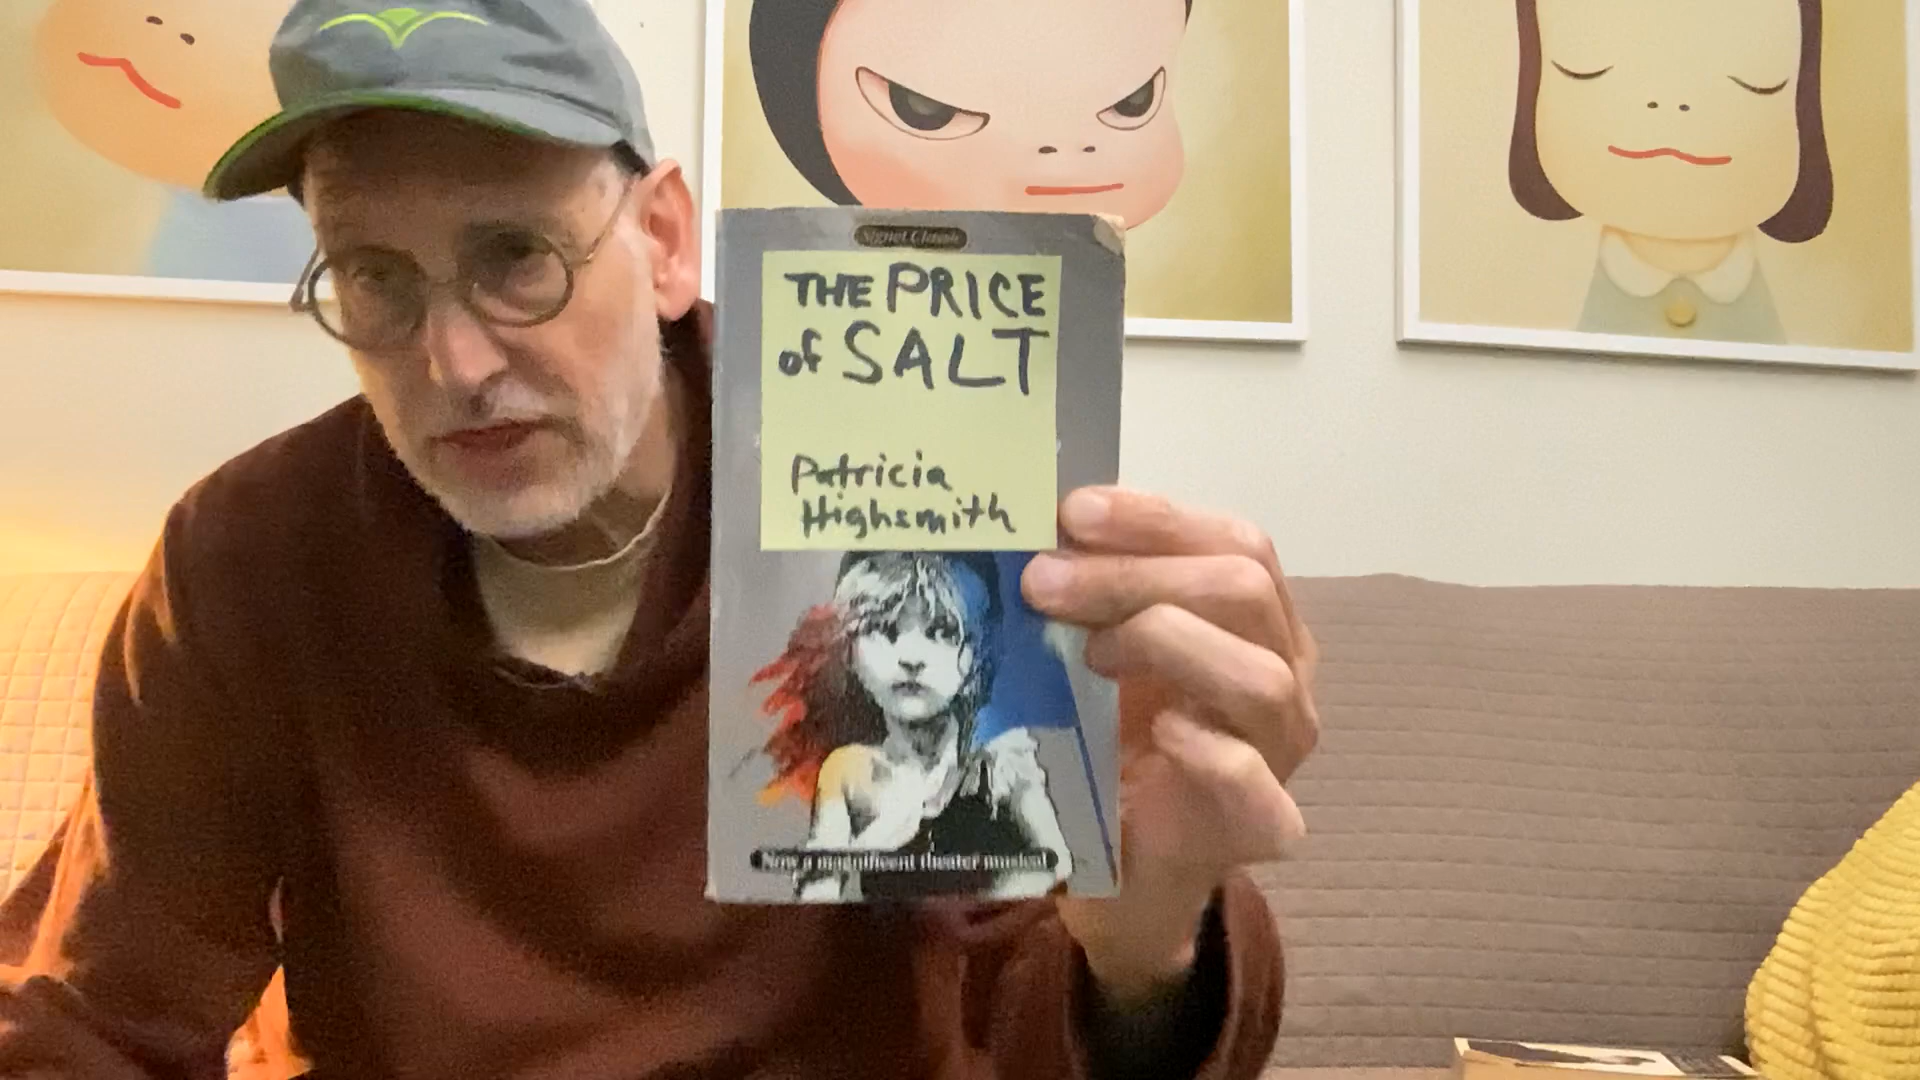 Signet Classic
THE PRICE
of SALT
Patricia
Highsmith
Now a magnificent theater musical